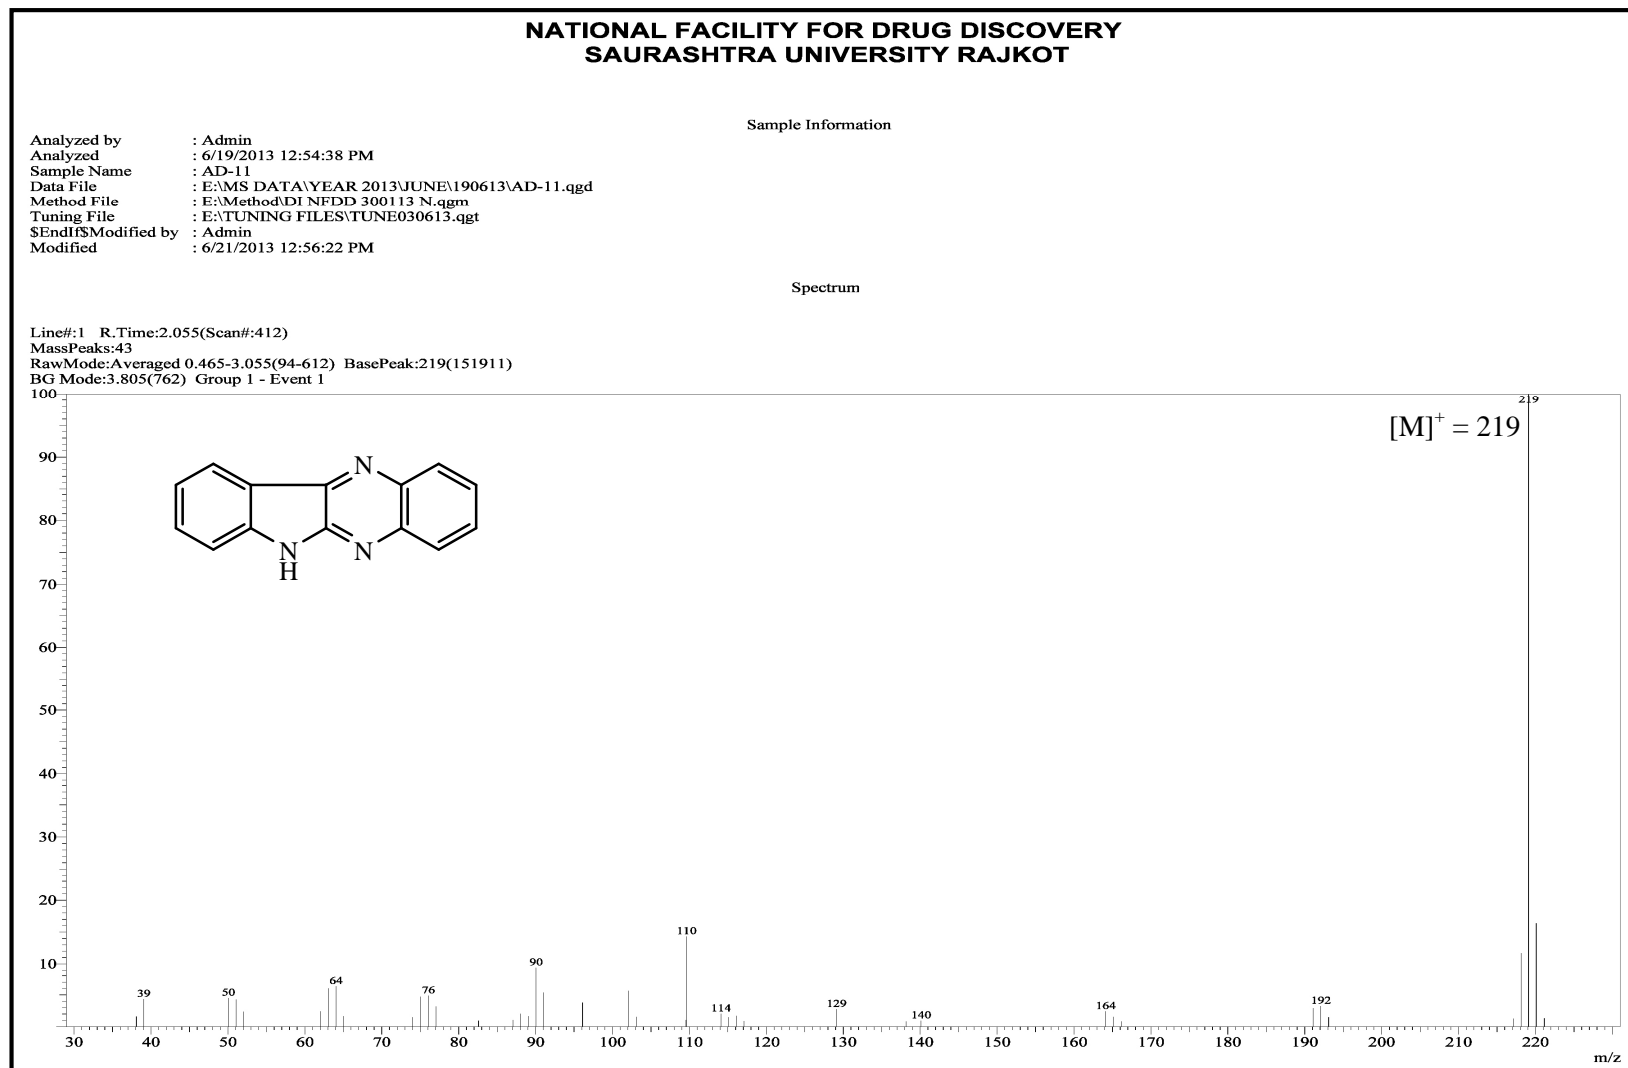 NATIONAL FACILITY FOR DRUG DISCOVERY
SAURASHTRA UNIVERSITY RAJKOT
Sample Information
Analyzed by : Admin
Analyzed : 6/19/2013 12:54:38 PM
Sample Name : AD-11
Data File : E:\MS DATA\YEAR 2013\JUNE\190613\AD-11.qgd
Method File : E:\Method\DI NFDD 300113 N.qgm
Tuning File : E:\TUNING FILES\TUNE030613.qgt
$EndIf$Modified by : Admin
Modified : 6/21/2013 12:56:22 PM
Spectrum
Line#:1 R.Time:2.055(Scan#:412)
MassPeaks:43
RawMode:Averaged 0.465-3.055(94-612) BasePeak:219(151911)
BG Mode:3.805(762) Group 1 - Event 1
100
219
[M]+ = 219
90
N
80
N
N
H
70
60
50
40
30
20
110
10
90
39
50
64
76
114
129
140
164
192
30 40 50 60 70 80 90 100 110 120 130 140 150 160 170 180 190 200 210 220
m/z